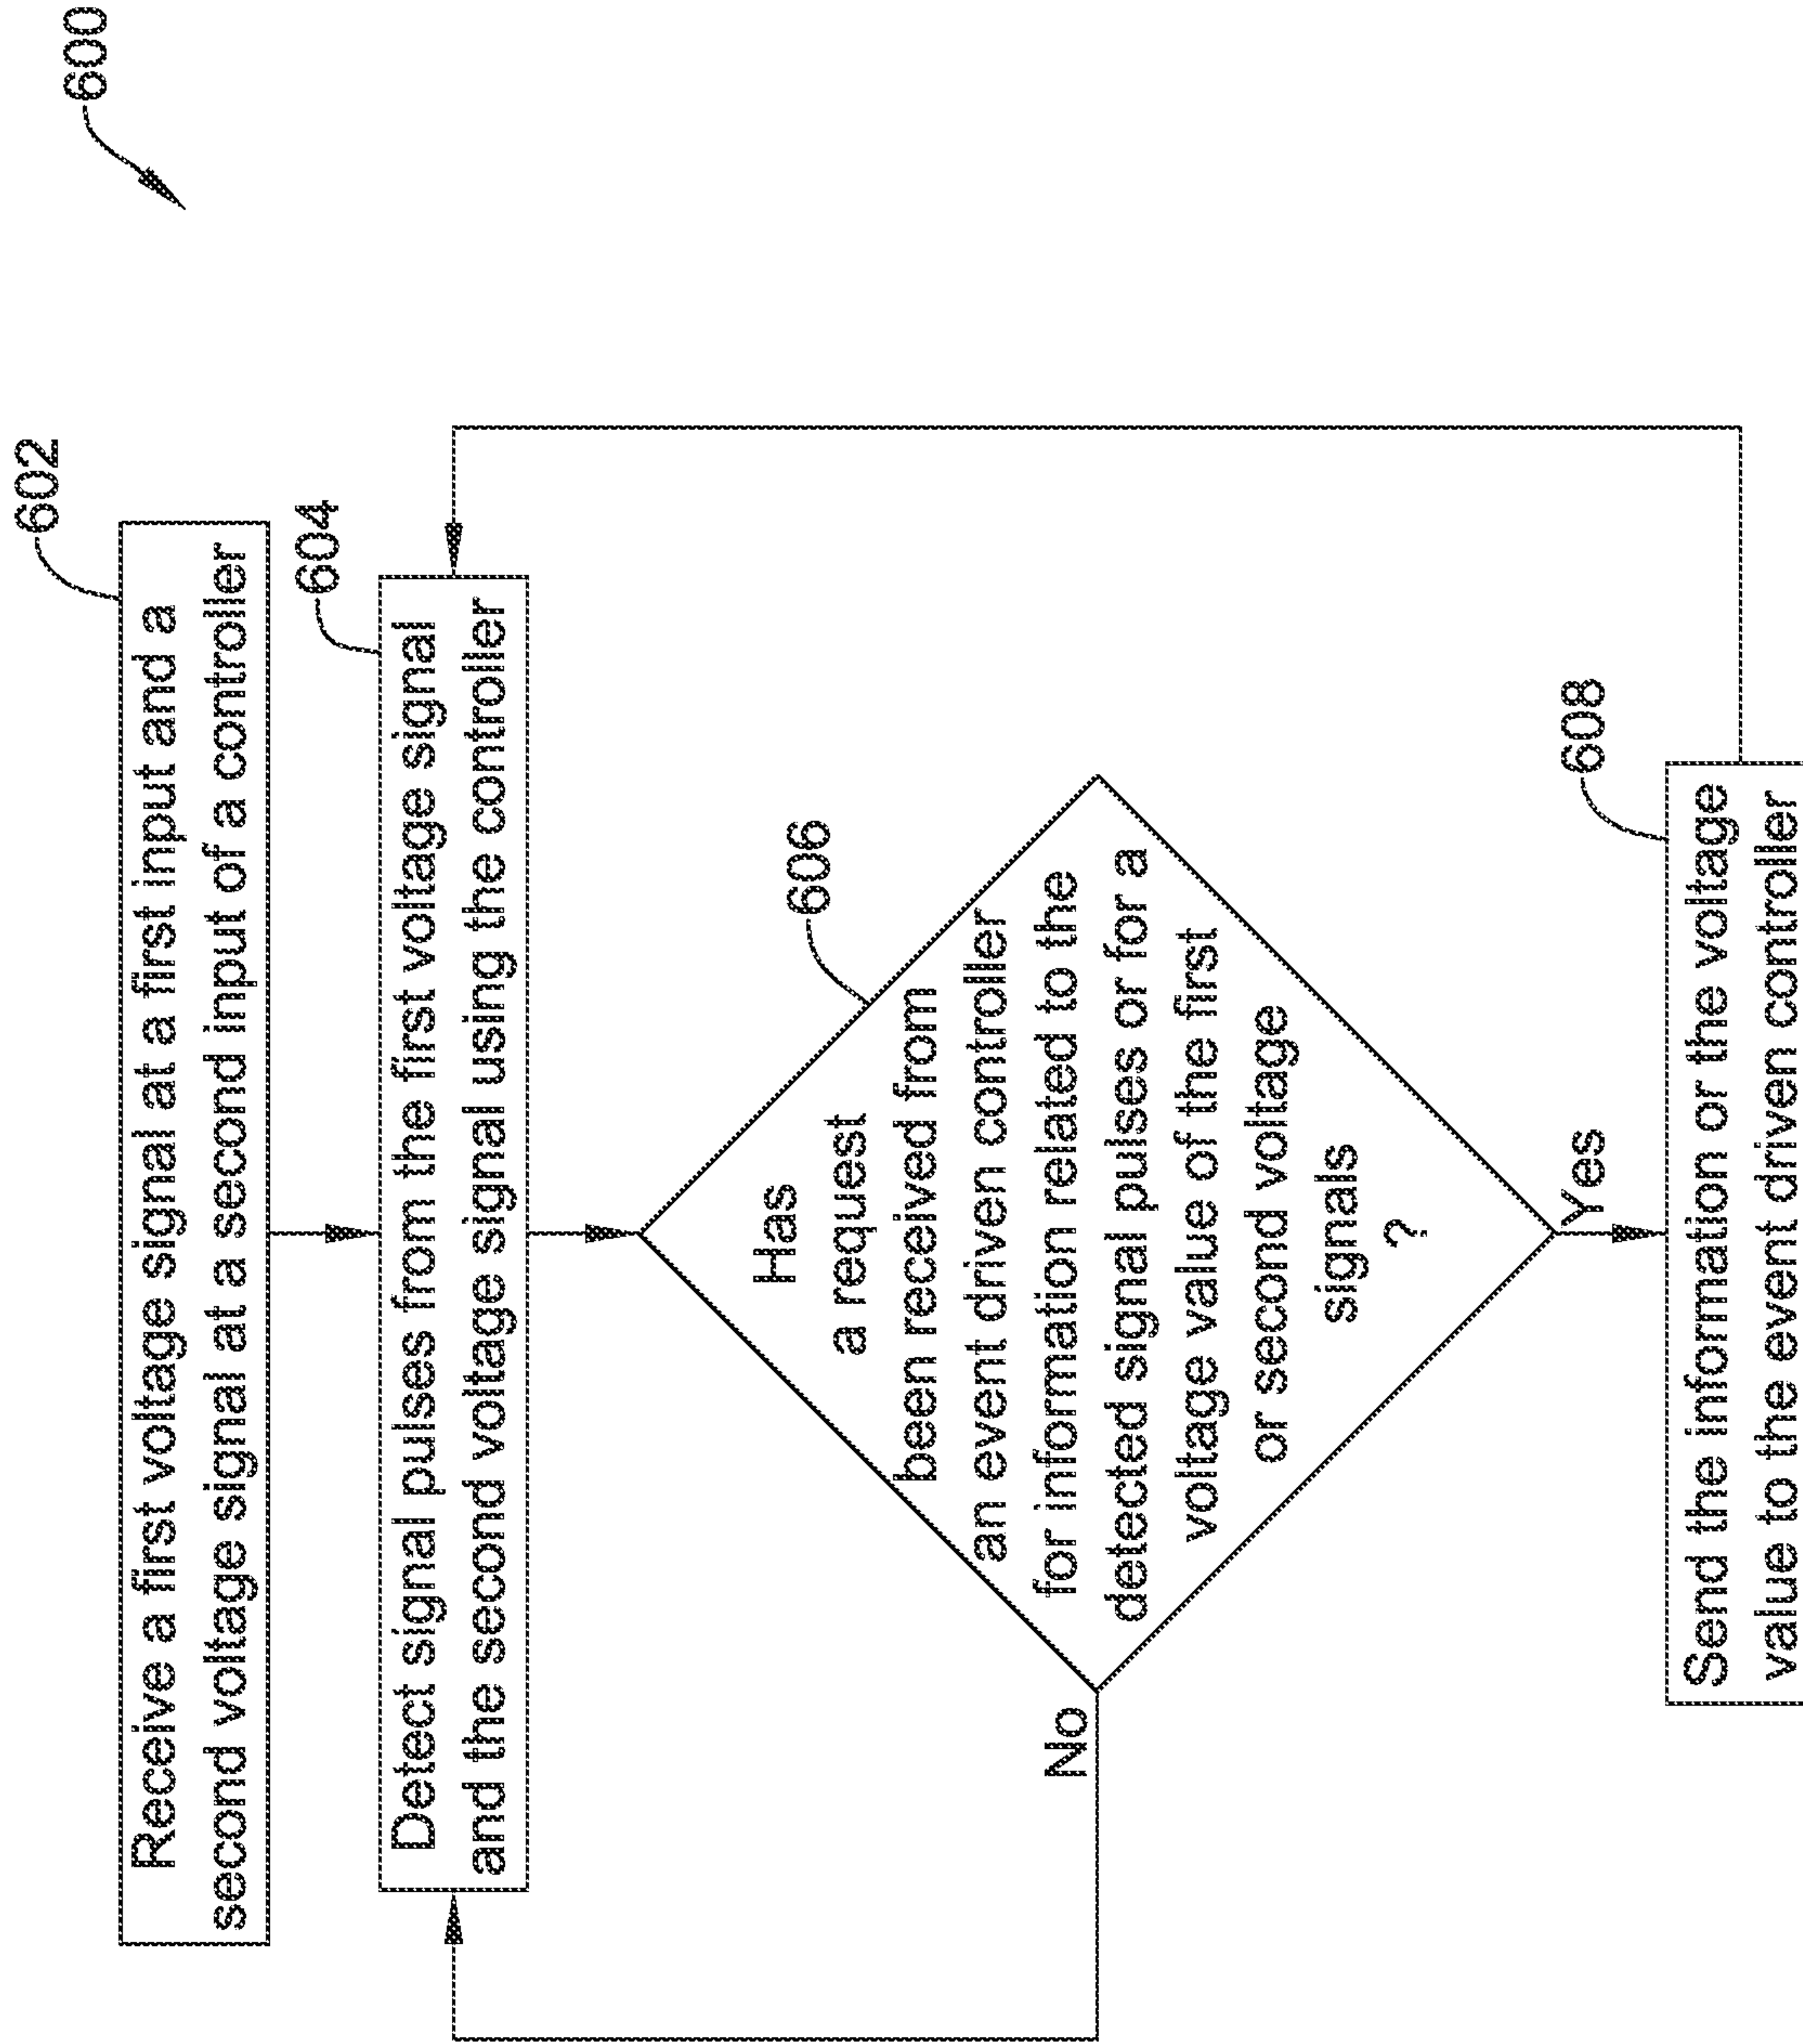 600
602
Receive a first voltage signal at a first input and a
second voltage signal at a second input of a controller
604
Detect signal pulses from the first voltage signal
and the second voltage signal using the controller
606
Has
a request
been received from
an event driven controller
for information related to the
detected signal pulses or for a
voltage value of the first
or second voltage
signals
?
No
Yes
608
Send the information or the voltage
value to the event driven controller